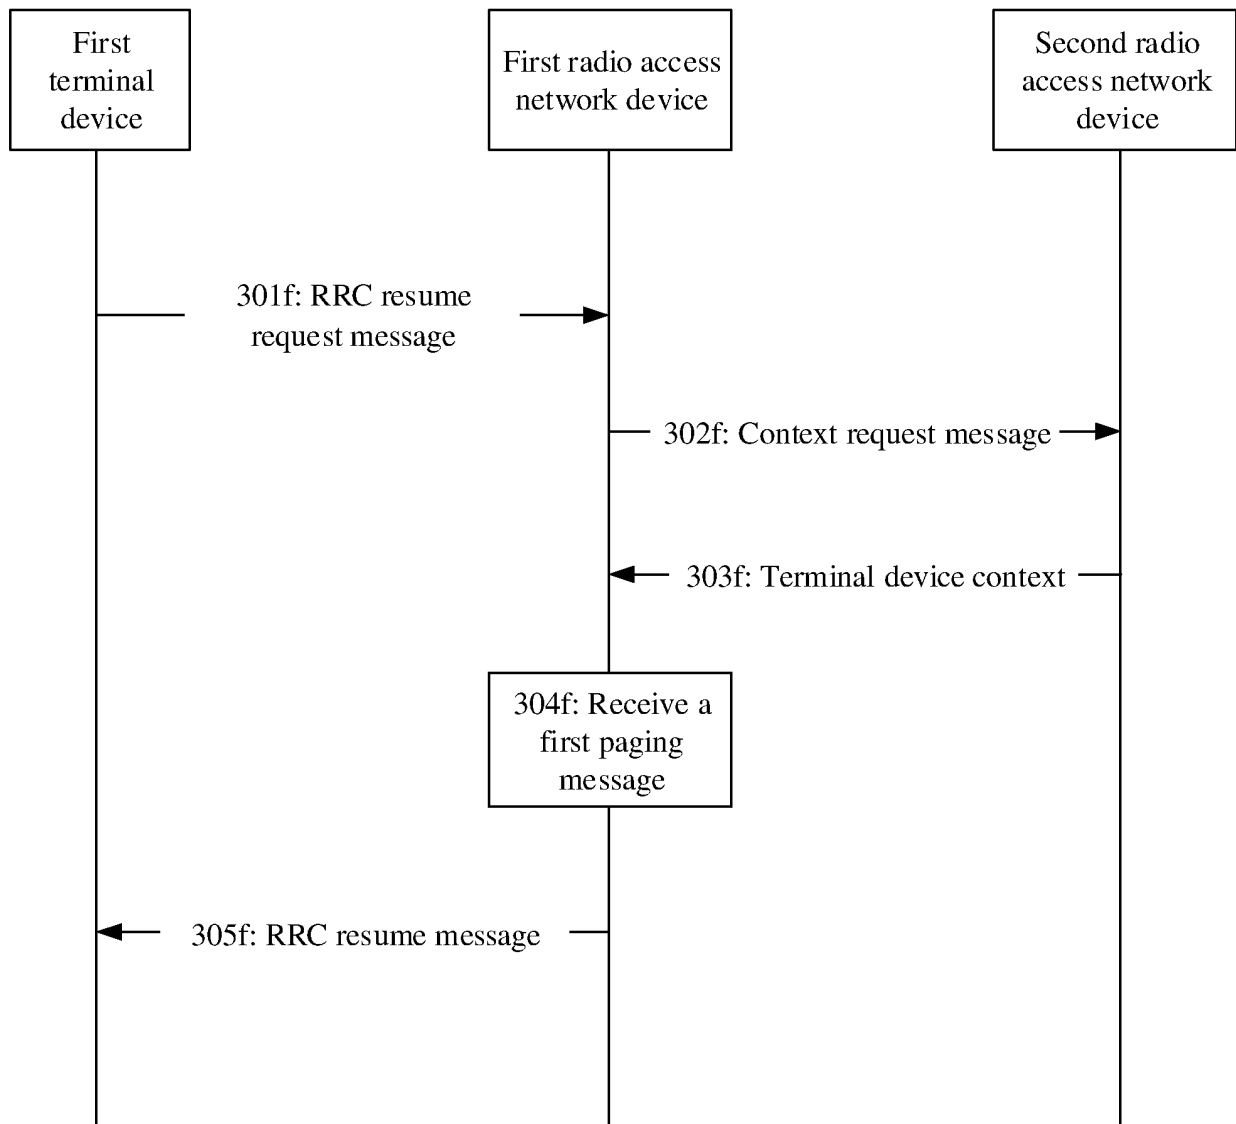 First
terminal
device
First radio access
network device
Second radio
access network
device
301f: RRC resume
request message
302f: Context request message
303f: Terminal device context
304f: Receive a
first paging
message
305f: RRC resume message